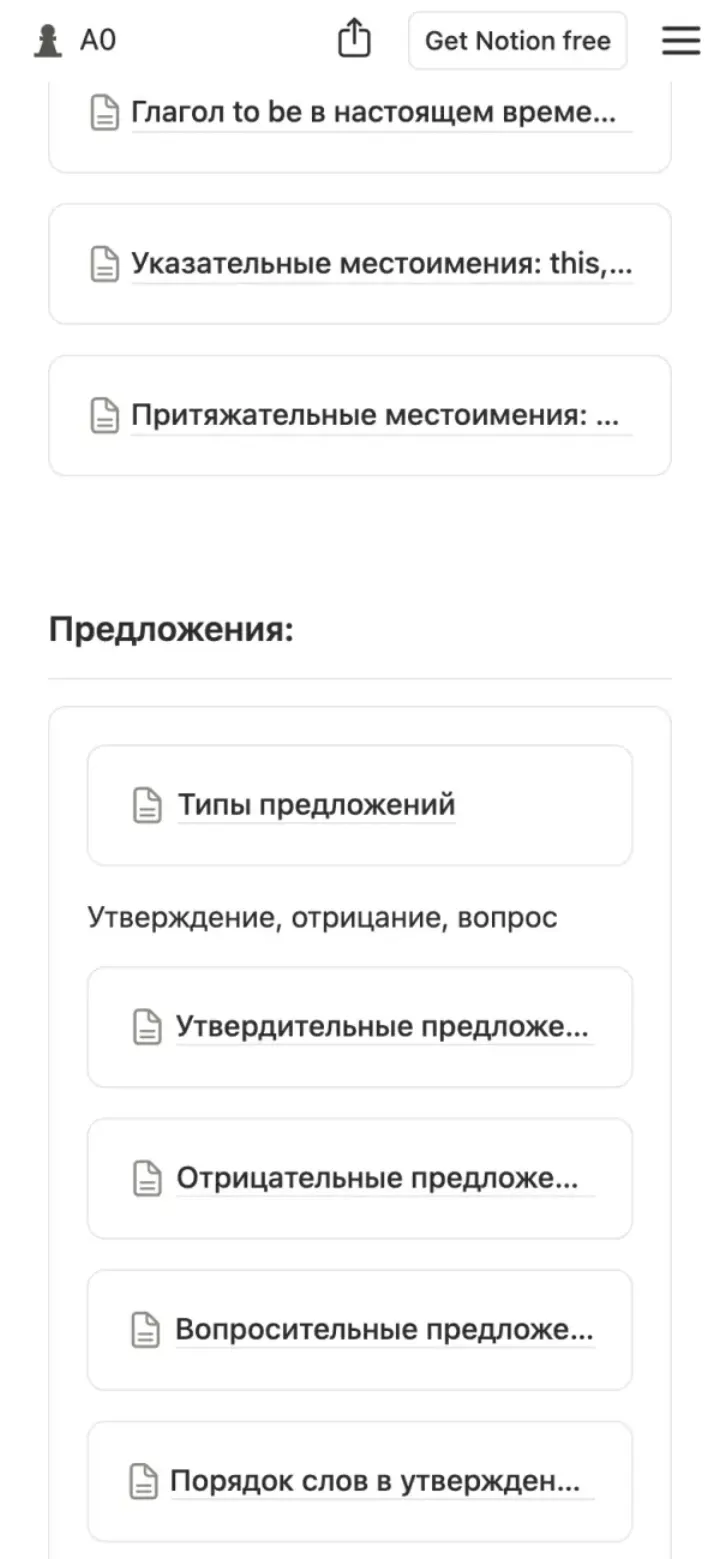 A0
Get Notion free
Глагол to be в настоящем време...
Указательные местоимения: this,...
Притяжательные местоимения: ...
Предложения:
Типы предложений
Утверждение, отрицание, вопрос
Утвердительные предложе...
Отрицательные предложе...
Вопросительные предложе...
Порядок слов в утвержден...